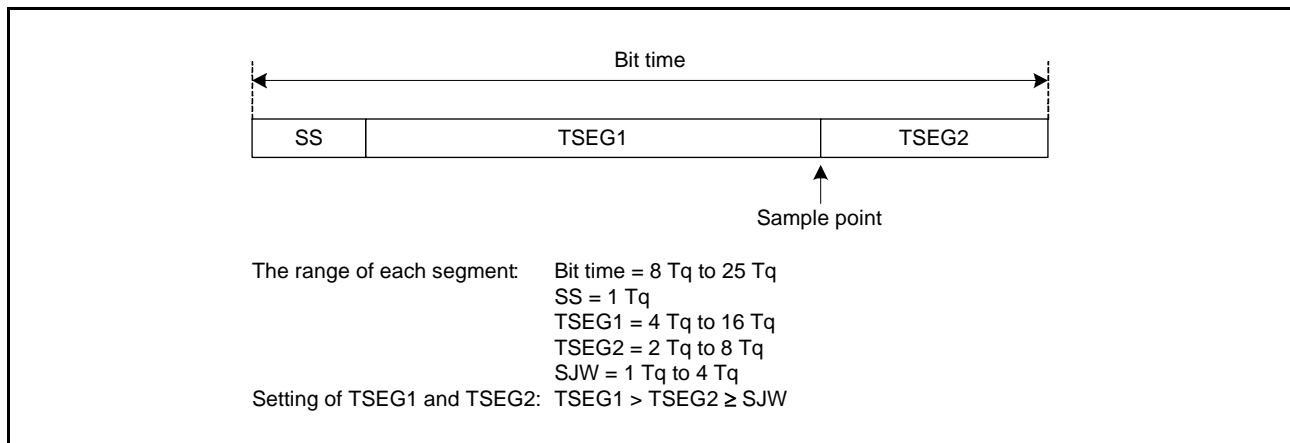 Bit time
SS TSEG1 TSEG2
Sample point
The range of each segment: Bit time = 8 Tq to 25 Tq
SS = 1 Tq
TSEG1 = 4 Tq to 16 Tq
TSEG2 = 2 Tq to 8 Tq
SJW = 1 Tq to 4 Tq
Setting of TSEG1 and TSEG2: TSEG1 > TSEG2 ≥ SJW